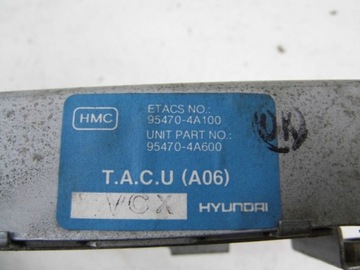 HMC
ETACS NO.:
95470-4A100
UNIT PART NO.:
95470-4A600
OK
T.A.C.U (A06)
VCX
HYUNDAI